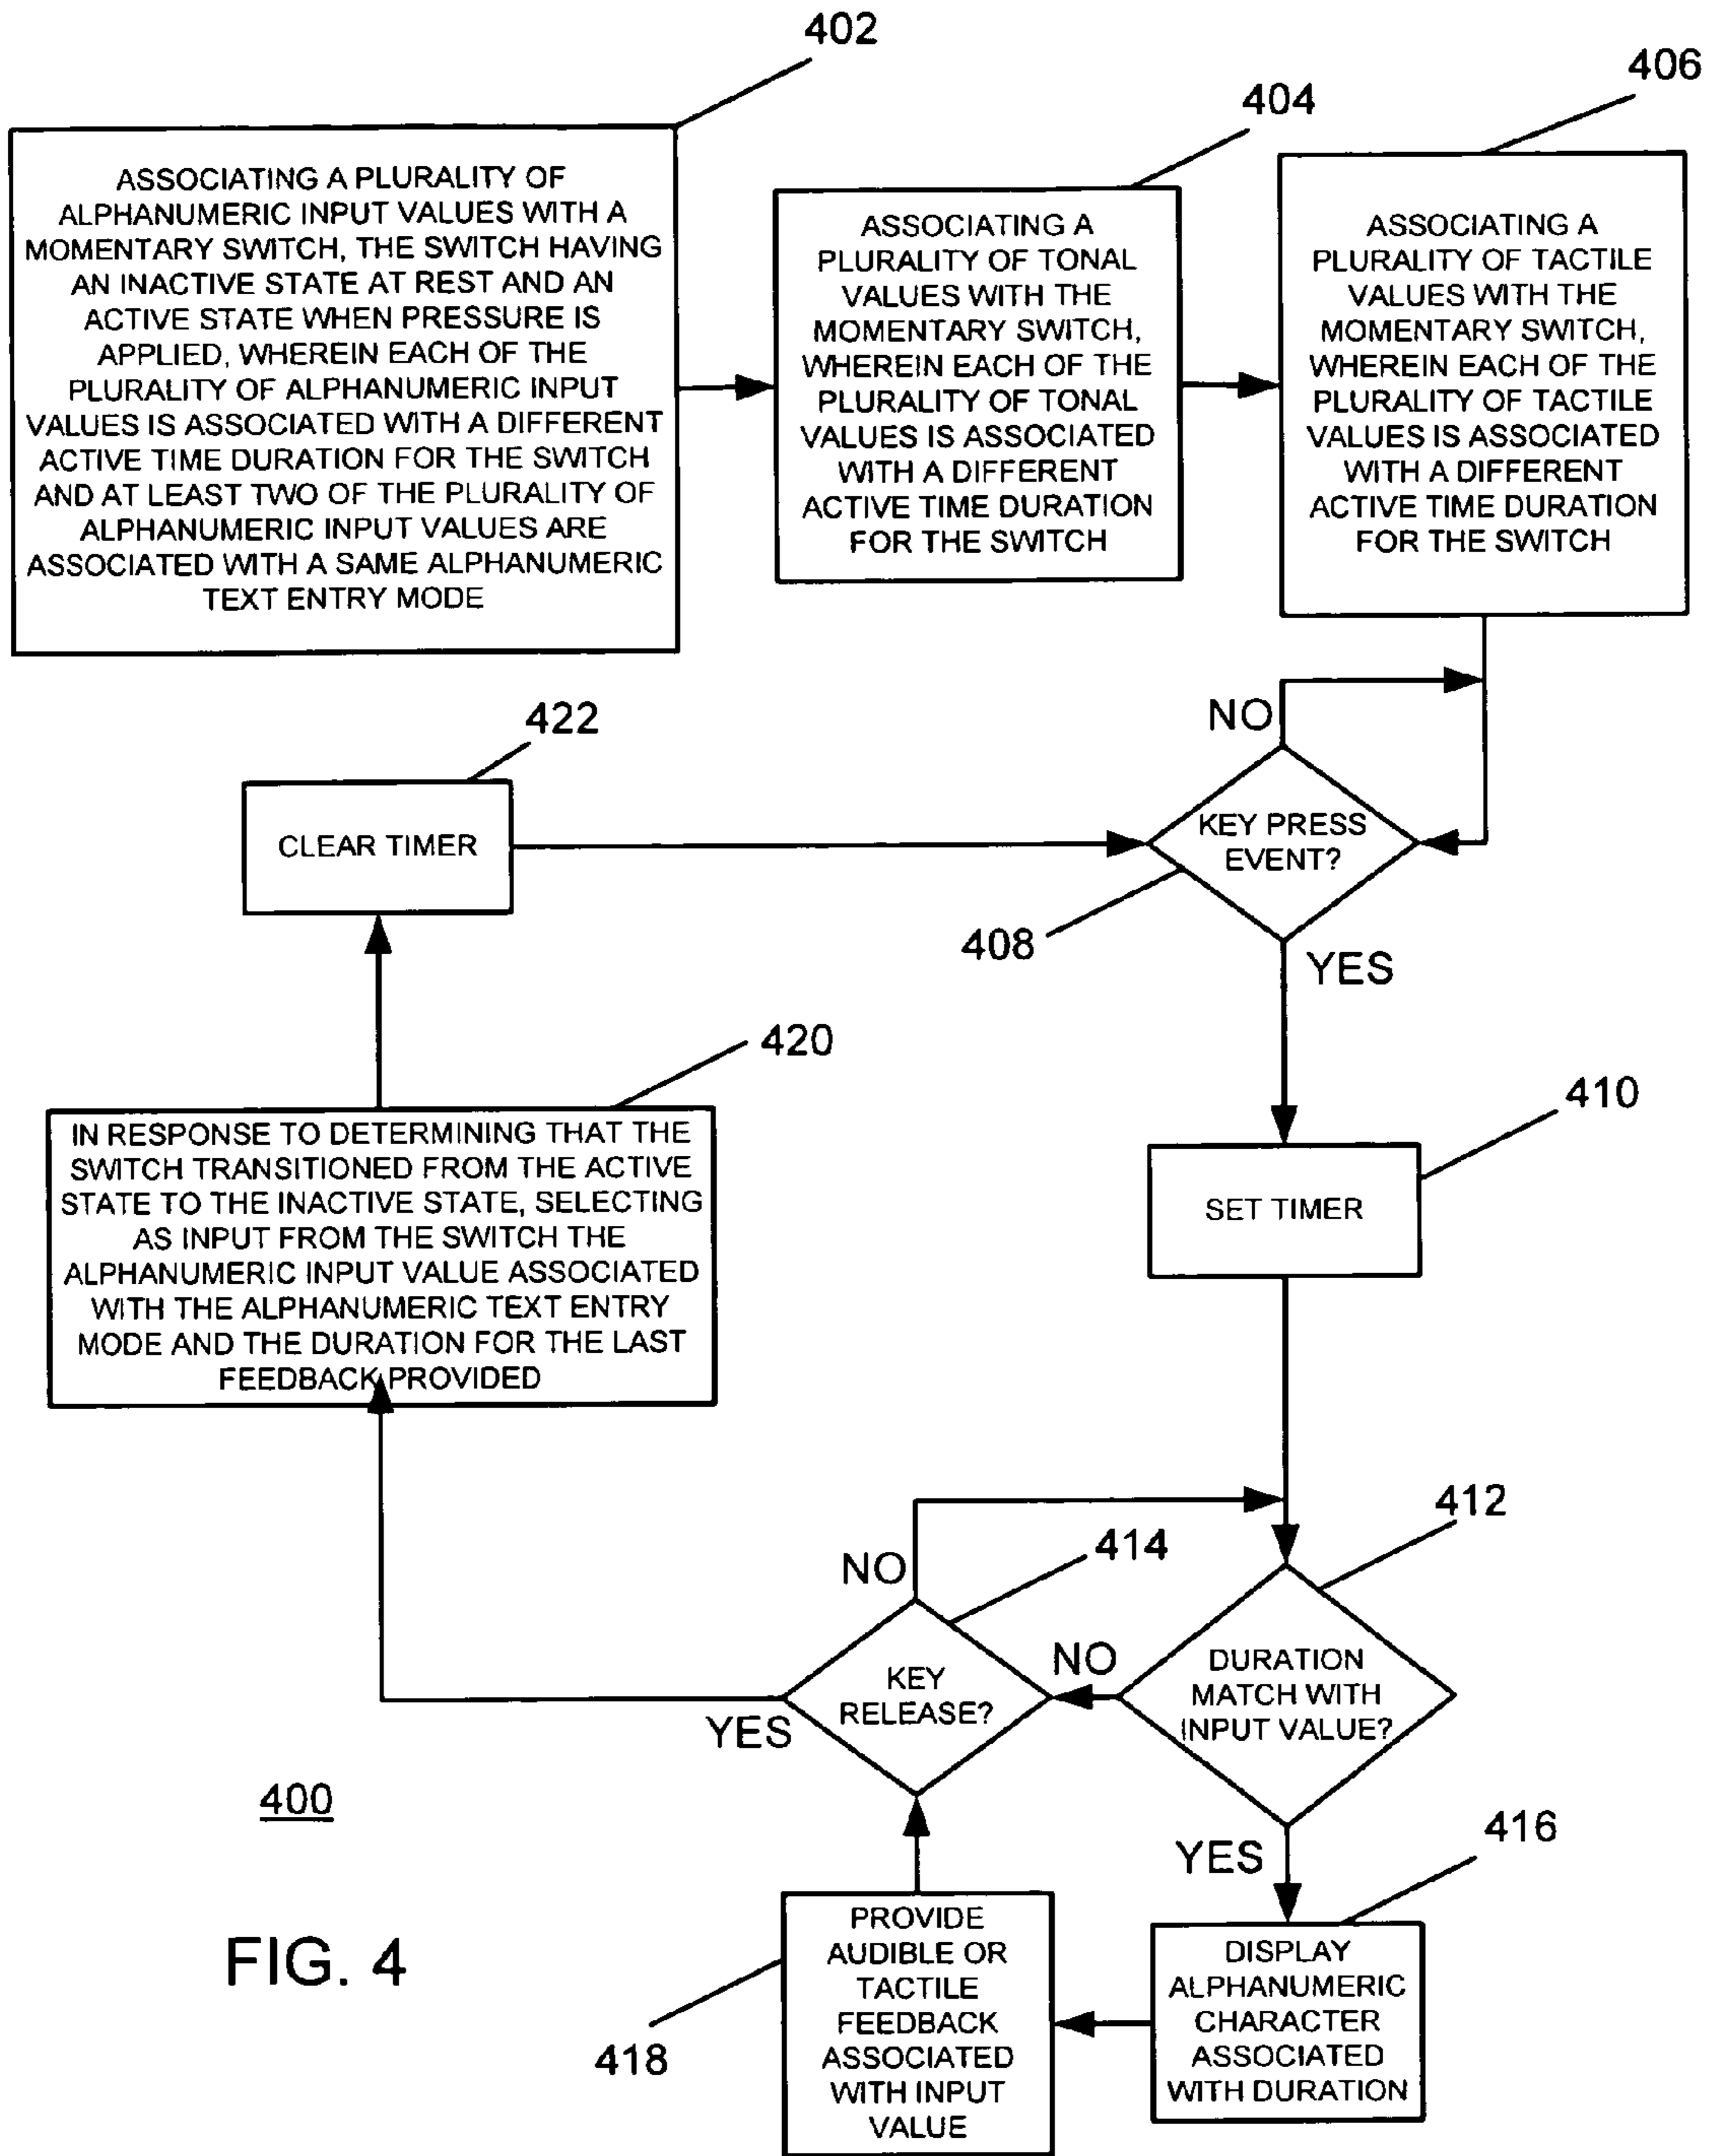 402
ASSOCIATING A PLURALITY OF
ALPHANUMERIC INPUT VALUES WITH A
MOMENTARY SWITCH, THE SWITCH HAVING
AN INACTIVE STATE AT REST AND AN
ACTIVE STATE WHEN PRESSURE IS
APPLIED, WHEREIN EACH OF THE
PLURALITY OF ALPHANUMERIC INPUT
VALUES IS ASSOCIATED WITH A DIFFERENT
ACTIVE TIME DURATION FOR THE SWITCH
AND AT LEAST TWO OF THE PLURALITY OF
ALPHANUMERIC INPUT VALUES ARE
ASSOCIATED WITH A SAME ALPHANUMERIC
TEXT ENTRY MODE
404
ASSOCIATING A
PLURALITY OF TONAL
VALUES WITH THE
MOMENTARY SWITCH,
WHEREIN EACH OF THE
PLURALITY OF TONAL
VALUES IS ASSOCIATED
WITH A DIFFERENT
ACTIVE TIME DURATION
FOR THE SWITCH
406
ASSOCIATING A
PLURALITY OF TACTILE
VALUES WITH THE
MOMENTARY SWITCH,
WHEREIN EACH OF THE
PLURALITY OF TACTILE
VALUES IS ASSOCIATED
WITH A DIFFERENT
ACTIVE TIME DURATION
FOR THE SWITCH
NO
422
CLEAR TIMER
KEY PRESS
EVENT?
408
YES
410
SET TIMER
420
IN RESPONSE TO DETERMINING THAT THE
SWITCH TRANSITIONED FROM THE ACTIVE
STATE TO THE INACTIVE STATE, SELECTING
AS INPUT FROM THE SWITCH THE
ALPHANUMERIC INPUT VALUE ASSOCIATED
WITH THE ALPHANUMERIC TEXT ENTRY
MODE AND THE DURATION FOR THE LAST
FEEDBACK PROVIDED
412
DURATION
MATCH WITH
INPUT VALUE?
NO
414
NO
KEY
RELEASE?
YES
YES
416
DISPLAY
ALPHANUMERIC
CHARACTER
ASSOCIATED
WITH DURATION
PROVIDE
AUDIBLE OR
TACTILE
FEEDBACK
ASSOCIATED
WITH INPUT
VALUE
418
400
FIG. 4